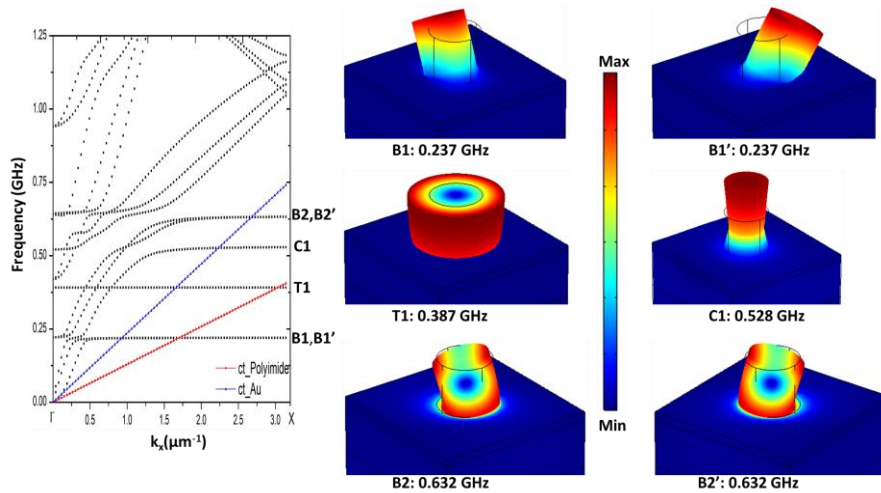 1.25
1.00
0.75
0.50
0.25
0.00
Frequency (GHz)
B2,B2'
C1
T1
B1,B1'
ct_Polyimide
ct_Au
Γ 0.5 1.0 1.5 2.0 2.5 3.0 X
kₓ(μm⁻¹)
B1: 0.237 GHz
T1: 0.387 GHz
B2: 0.632 GHz
Max
Min
B1': 0.237 GHz
C1: 0.528 GHz
B2': 0.632 GHz